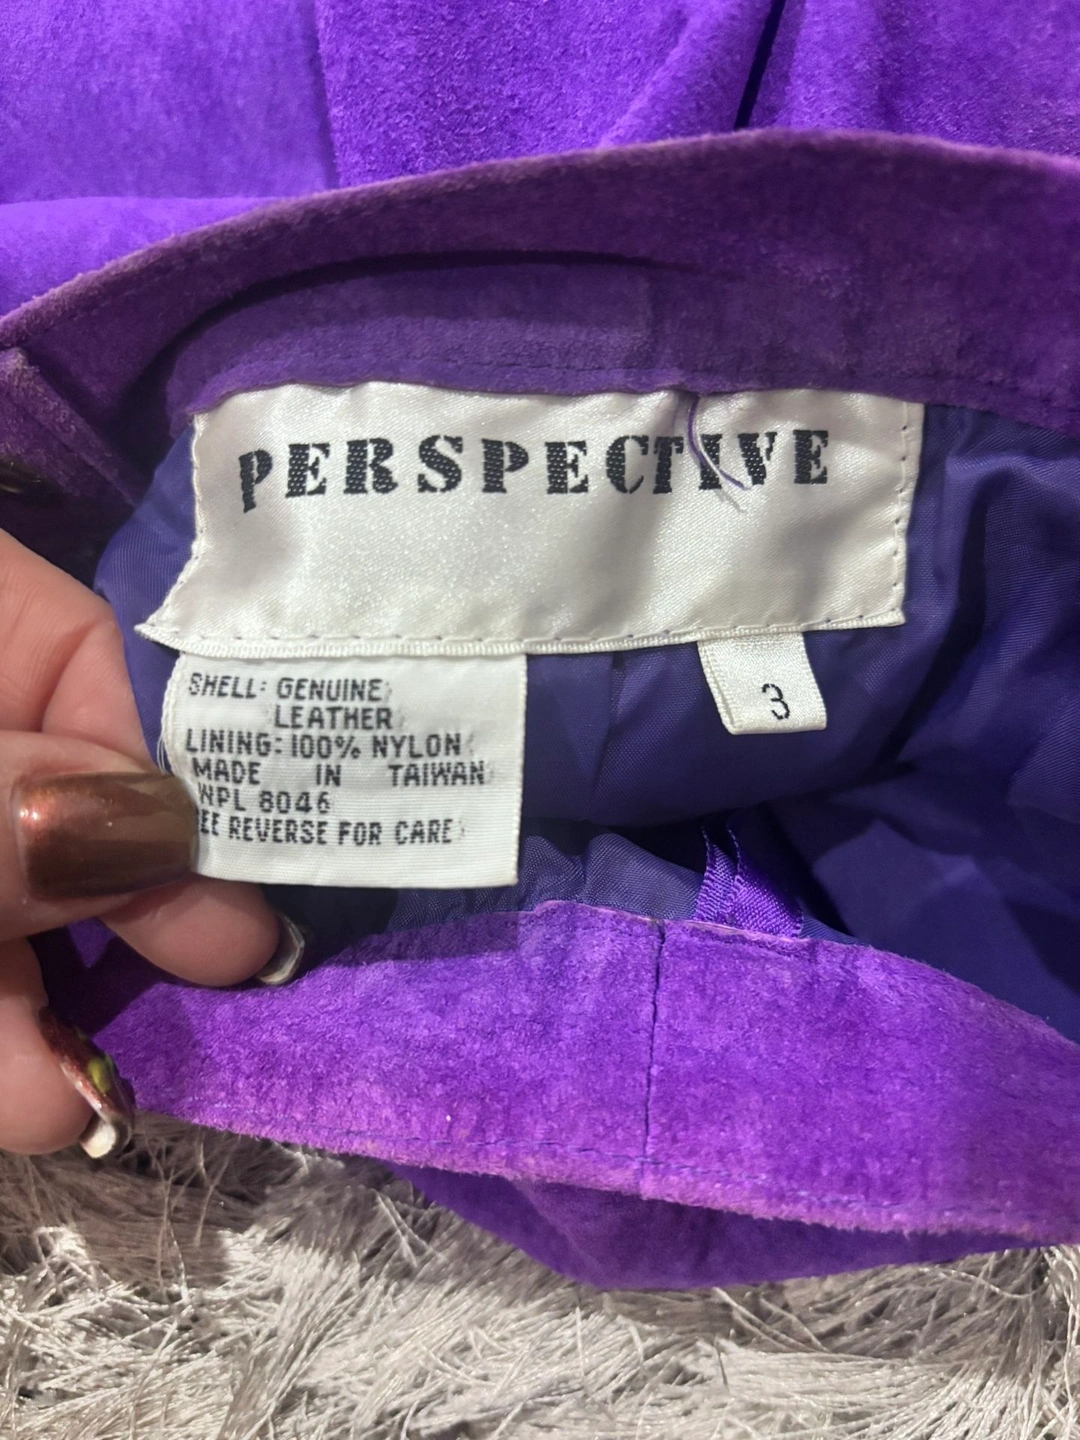 PERSPECTIVE
3
SHELL: GENUINE
LEATHER
LINING: 100% NYLON
MADE IN TAIWAN
WPL 8046
EE REVERSE FOR CARE